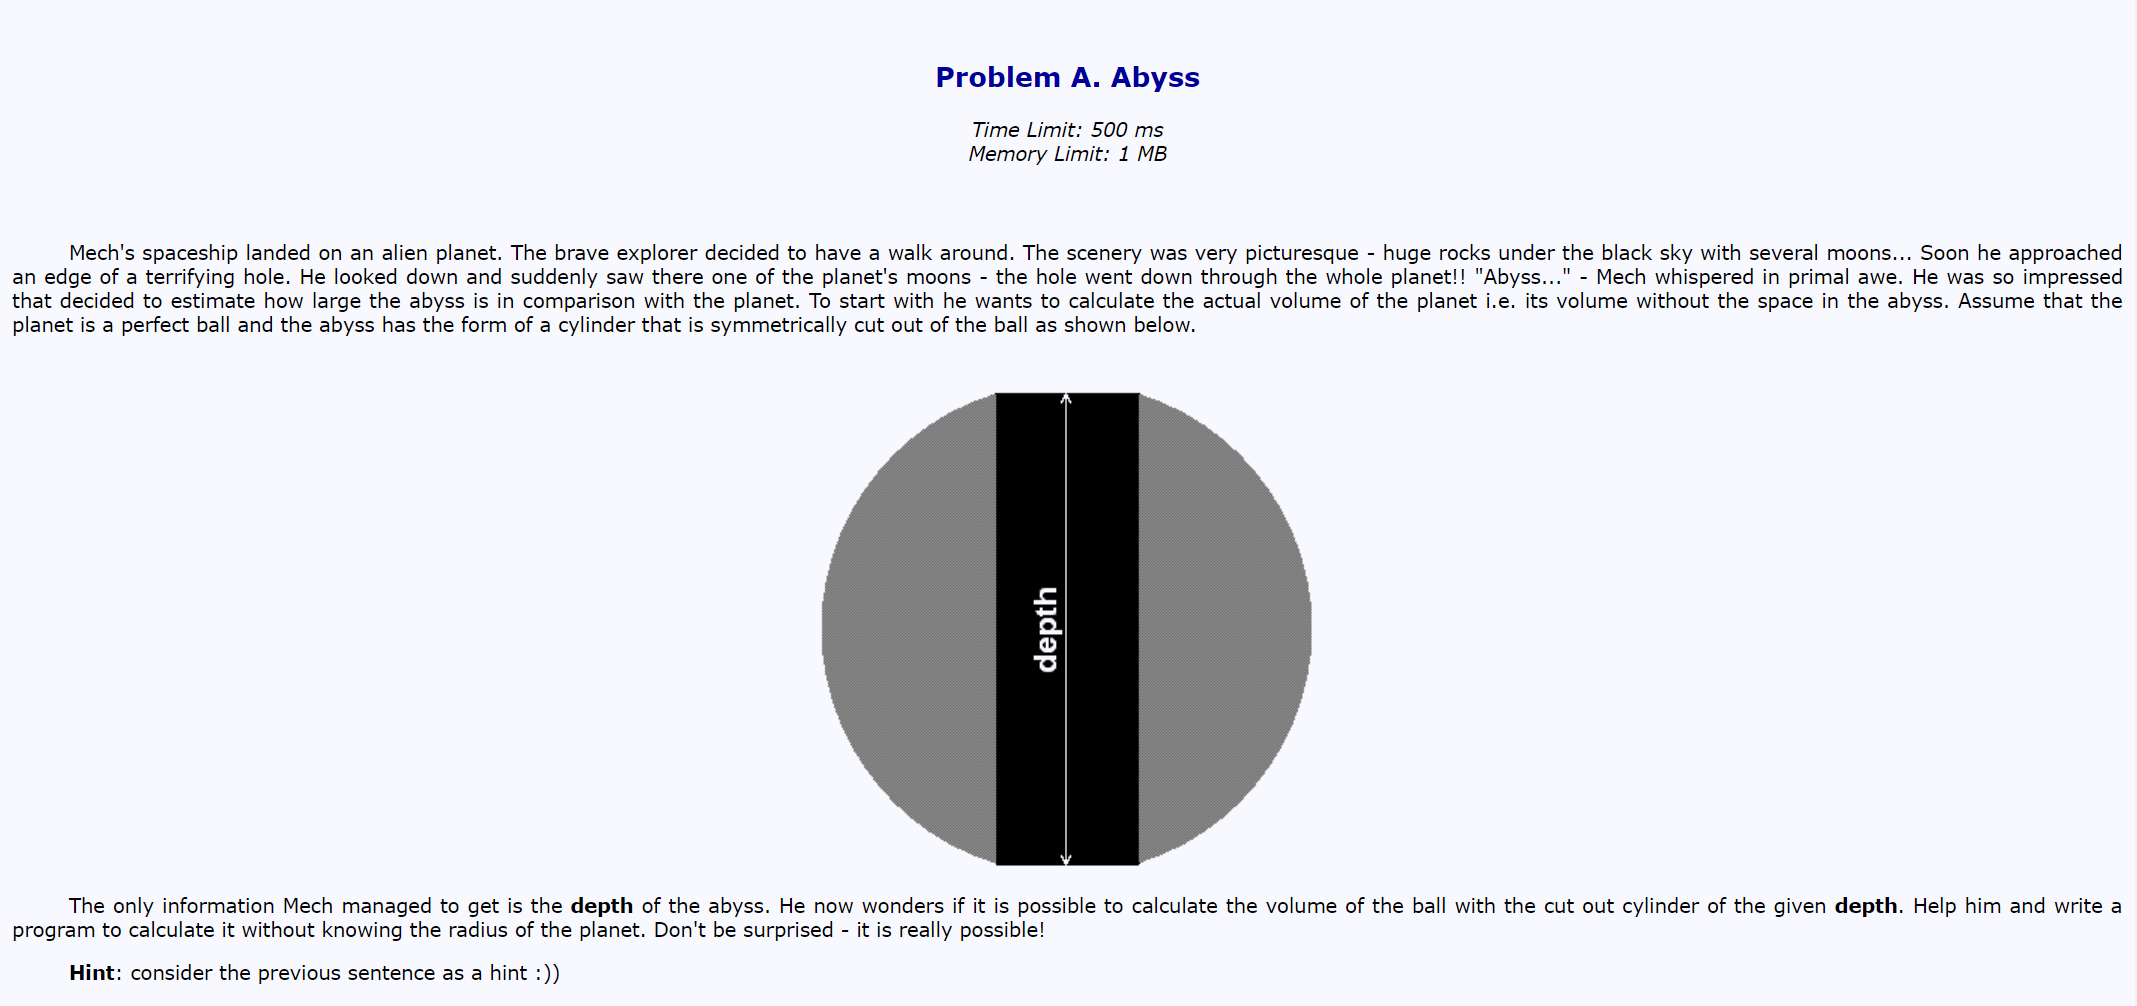 Problem A. Abyss
Time Limit: 500 ms
Memory Limit: 1 MB
Mech's spaceship landed on an alien planet. The brave explorer decided to have a walk around. The scenery was very picturesque - huge rocks under the black sky with several moons... Soon he approached
an edge of a terrifying hole. He looked down and suddenly saw there one of the planet's moons - the hole went down through the whole planet!! "Abyss..." - Mech whispered in primal awe. He was so impressed
that decided to estimate how large the abyss is in comparison with the planet. To start with he wants to calculate the actual volume of the planet i.e. its volume without the space in the abyss. Assume that the
planet is a perfect ball and the abyss has the form of a cylinder that is symmetrically cut out of the ball as shown below.
depth
The only information Mech managed to get is the depth of the abyss. He now wonders if it is possible to calculate the volume of the ball with the cut out cylinder of the given depth. Help him and write a
program to calculate it without knowing the radius of the planet. Don't be surprised - it is really possible!
Hint: consider the previous sentence as a hint :))